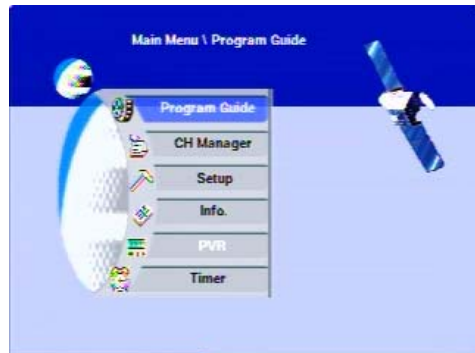 Main Menu \ Program Guide
Program Guide
CH Manager
Setup
Info.
PVR
Timer